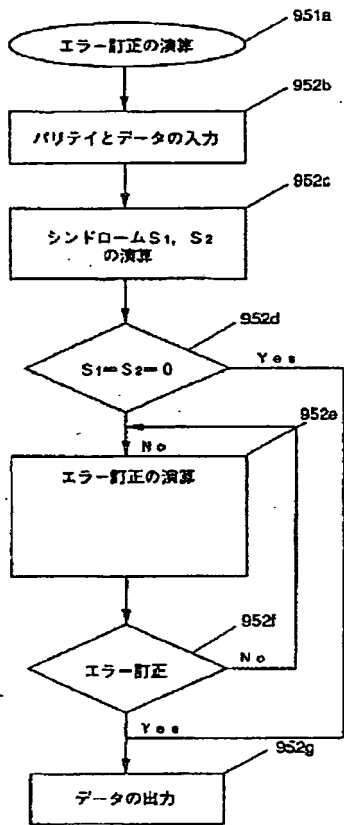 951a
エラー訂正の演算
952b
パリテイとデータの入力
952c
シンドロームS1, S2
の演算
952d
S1=S2=0
Yes
952e
No
エラー訂正の演算
952f
エラー訂正
No
Yes
952g
データの出力